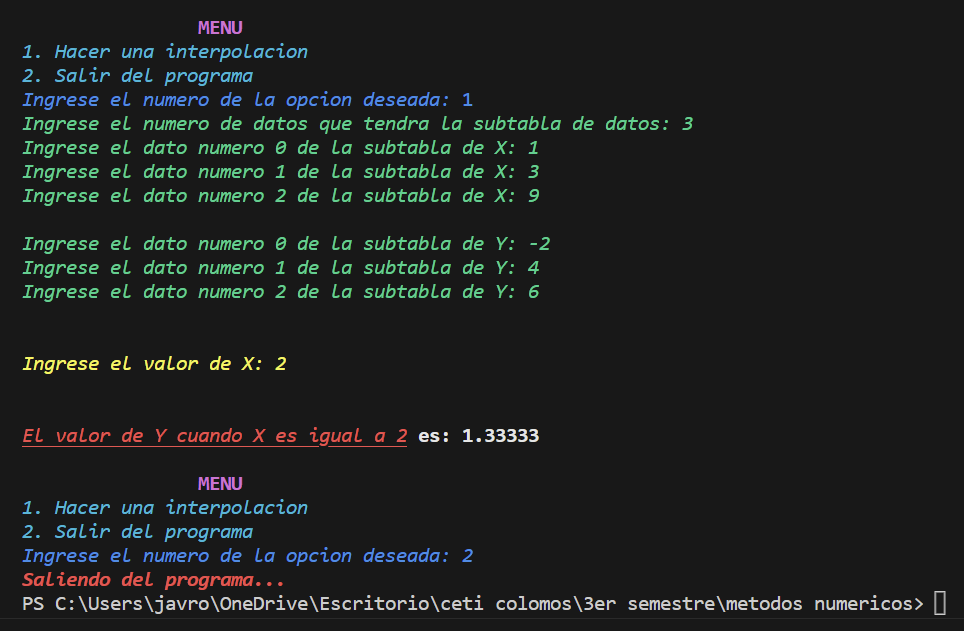 MENU
1. Hacer una interpolacion
2. Salir del programa
Ingrese el numero de la opcion deseada: 1
Ingrese el numero de datos que tendra la subtabla de datos: 3
Ingrese el dato numero 0 de la subtabla de X: 1
Ingrese el dato numero 1 de la subtabla de X: 3
Ingrese el dato numero 2 de la subtabla de X: 9
Ingrese el dato numero 0 de la subtabla de Y: -2
Ingrese el dato numero 1 de la subtabla de Y: 4
Ingrese el dato numero 2 de la subtabla de Y: 6
Ingrese el valor de X: 2
El valor de Y cuando X es igual a 2 es: 1.33333
MENU
1. Hacer una interpolacion
2. Salir del programa
Ingrese el numero de la opcion deseada: 2
Saliendo del programa...
PS C:\Users\javro\OneDrive\Escritorio\ceti colomos\3er semestre\metodos numericos>